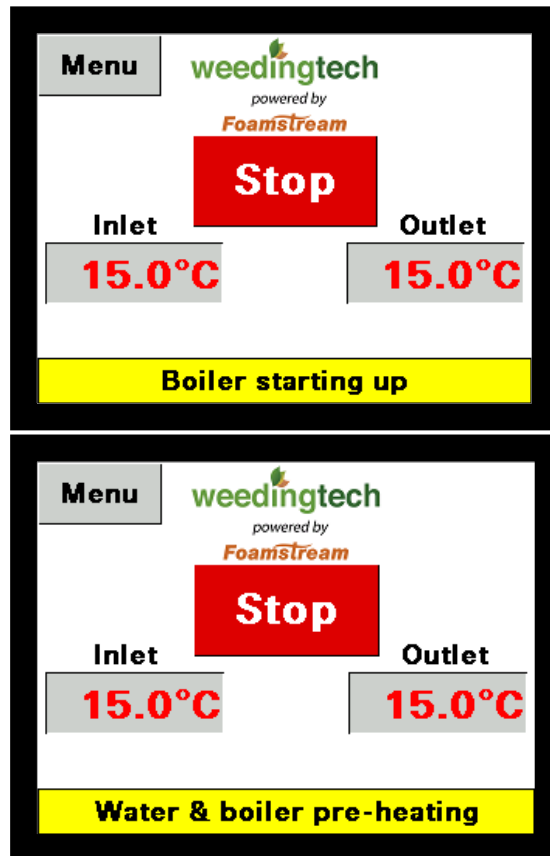 Menu
weedingtech
powered by
Foamstream
Stop
Inlet
Outlet
15.0°C
15.0°C
Boiler starting up
Menu
weedingtech
powered by
Foamstream
Stop
Inlet
Outlet
15.0°C
15.0°C
Water & boiler pre-heating